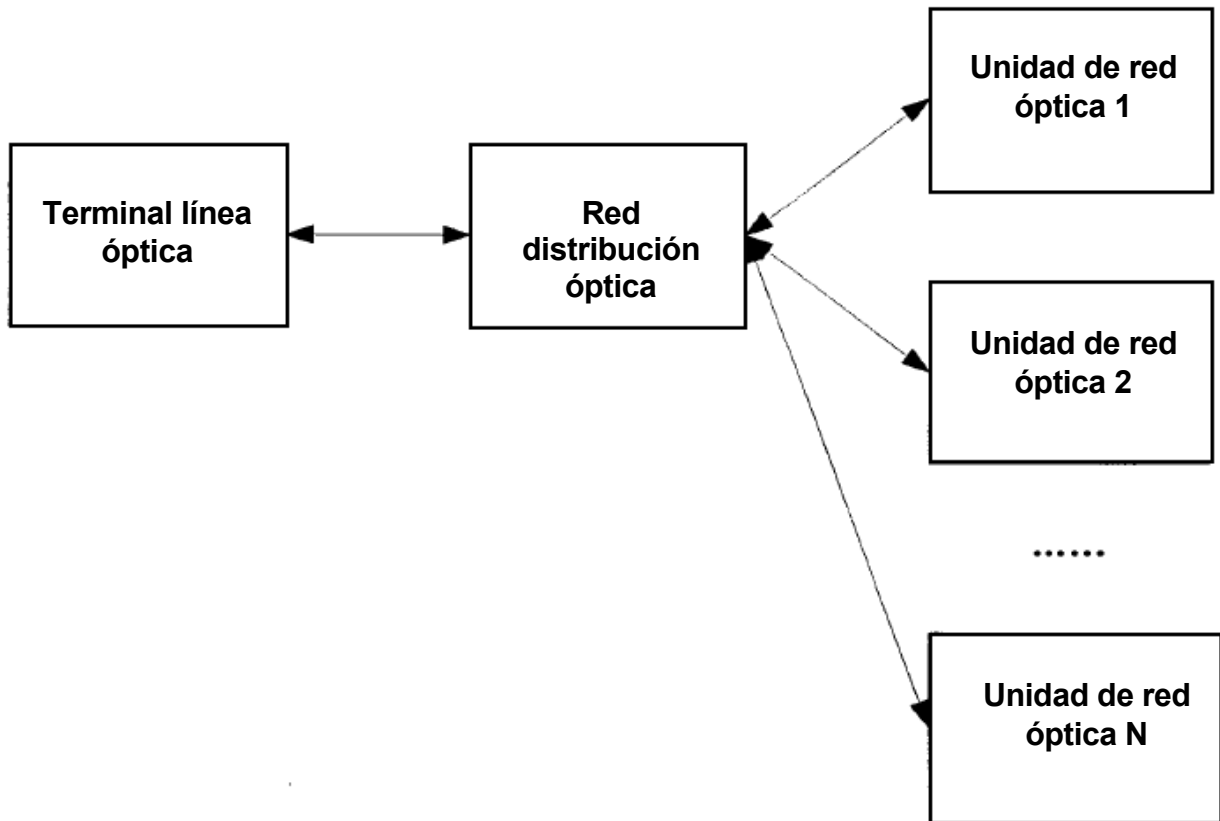 Terminal línea
óptica
Red
distribución
óptica
Unidad de red
óptica 1
Unidad de red
óptica 2
......
Unidad de red
óptica N